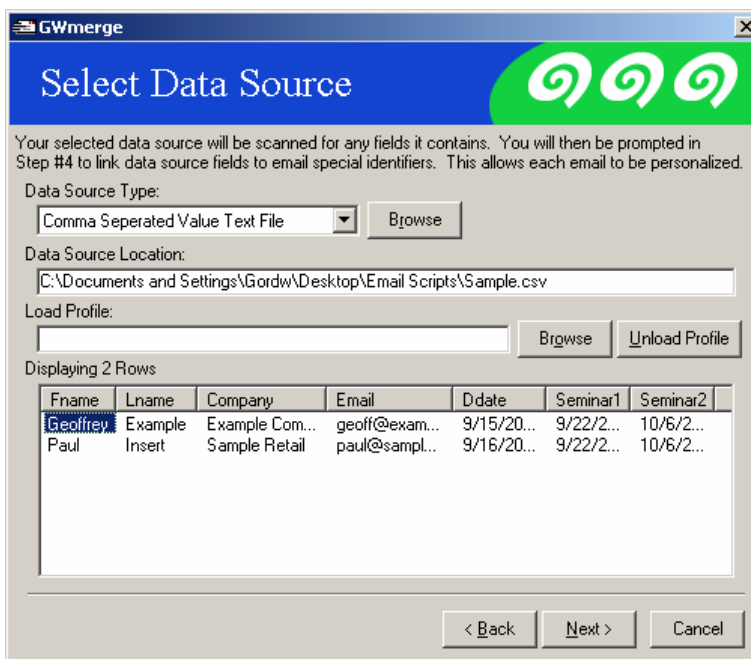 GWmerge
Select Data Source
Your selected data source will be scanned for any fields it contains. You will then be prompted in
Step #4 to link data source fields to email special identifiers. This allows each email to be personalized.
Data Source Type:
Comma Seperated Value Text File Browse
Data Source Location:
C:\Documents and Settings\Gordw\Desktop\Email Scripts\Sample.csv
Load Profile:
Browse Unload Profile
Displaying 2 Rows
Fname Lname Company Email Ddate Seminar1 Seminar2
Geoffrey Example Example Com... geoff@exam... 9/15/20... 9/22/2... 10/6/2...
Paul Insert Sample Retail paul@sampl... 9/16/20... 9/22/2... 10/6/2...
< Back Next > Cancel